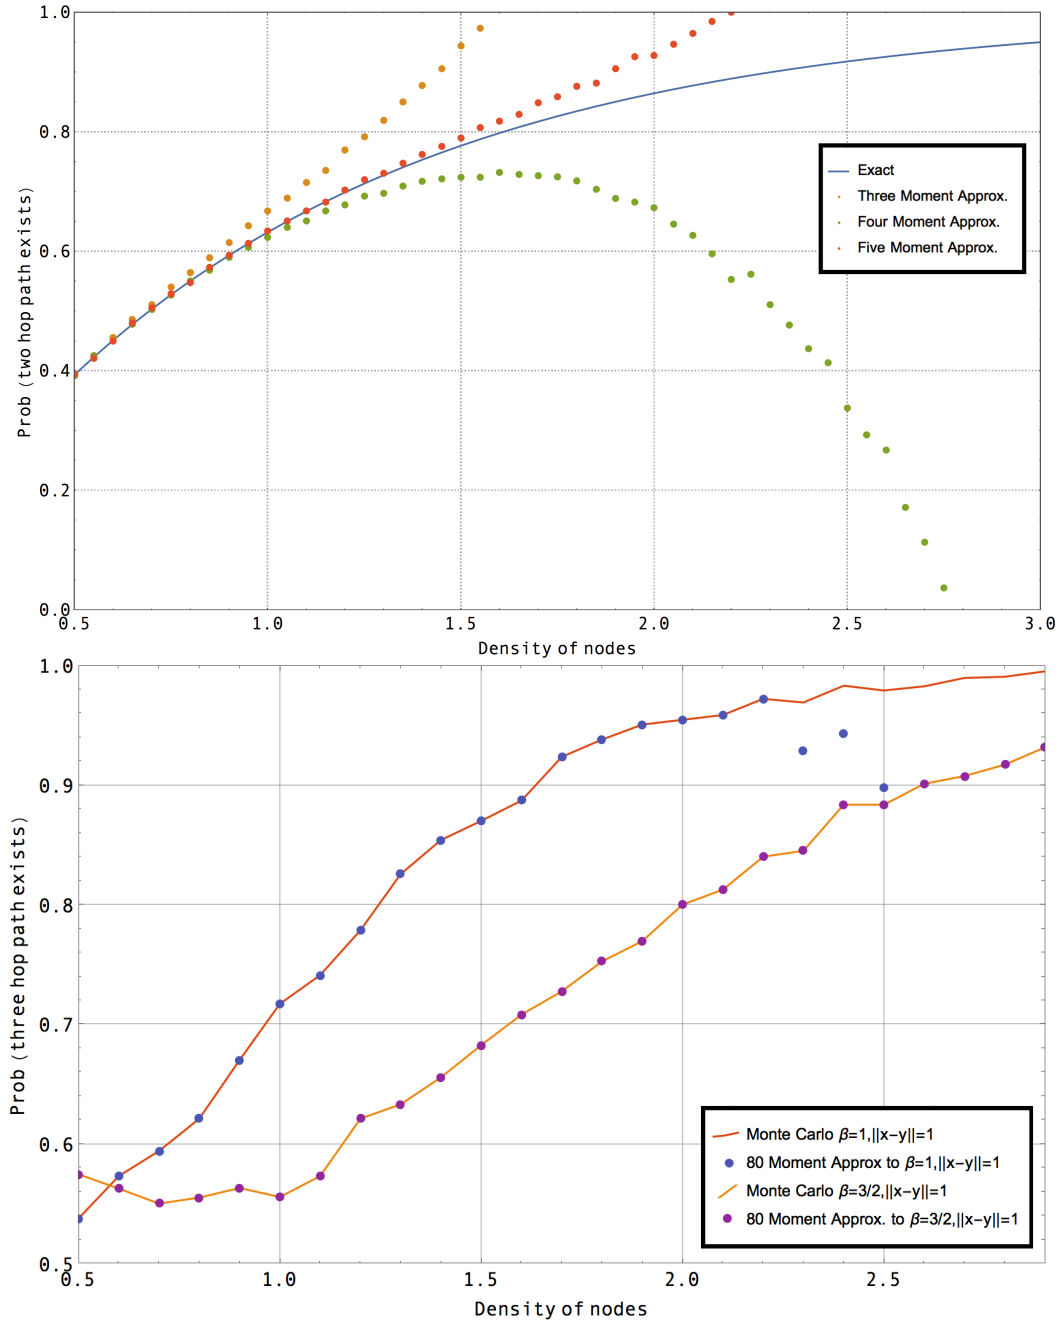 1.0
0.8
0.6
0.4
0.2
0.0
Prob (two hop path exists)
Exact
Three Moment Approx.
Four Moment Approx.
Five Moment Approx.
0.5 1.0 1.5 2.0 2.5 3.0
Density of nodes
1.0
0.9
0.8
0.7
0.6
0.5
Prob (three hop path exists)
Monte Carlo β=1,||x−y||=1
80 Moment Approx to β=1,||x−y||=1
Monte Carlo β=3/2,||x−y||=1
80 Moment Approx. to β=3/2,||x−y||=1
0.5 1.0 1.5 2.0 2.5
Density of nodes